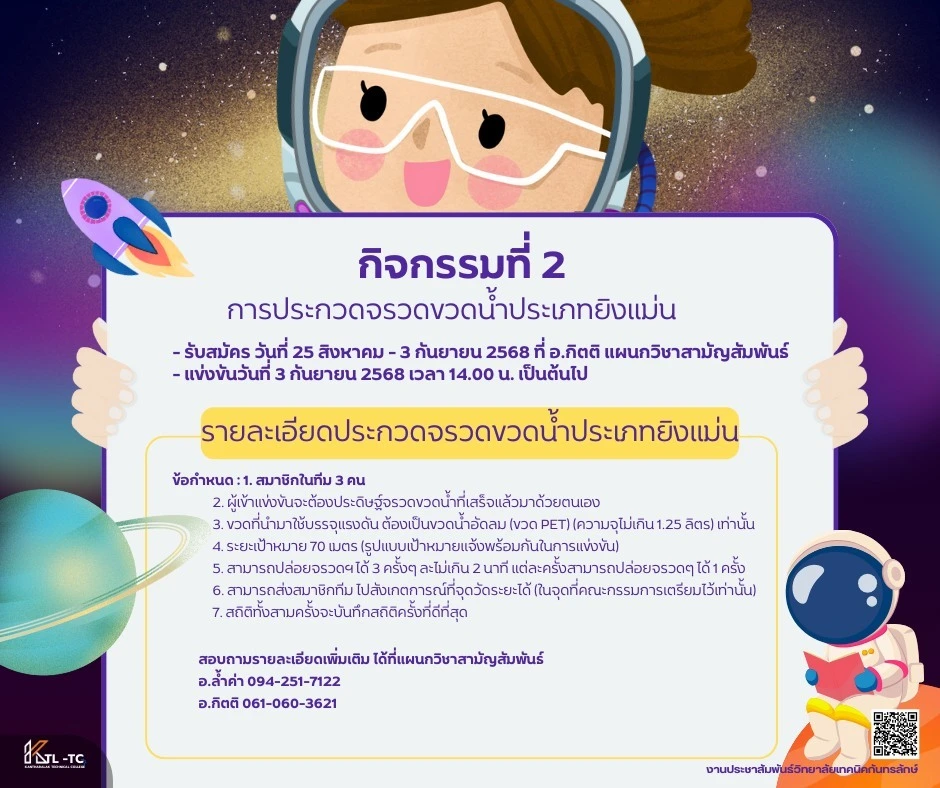 กิจกรรมที่ 2
การประกวดจรวดขวดน้ำประเภทยิงแม่น
- รับสมัคร วันที่ 25 สิงหาคม - 3 กันยายน 2568 ที่ อ.กิตติ แผนกวิชาสามัญสัมพันธ์
- แข่งขันวันที่ 3 กันยายน 2568 เวลา 14.00 น. เป็นต้นไป
รายละเอียดประกวดจรวดขวดน้ำประเภทยิงแม่น
ข้อกำหนด : 1. สมาชิกในทีม 3 คน
2. ผู้เข้าแข่งขันจะต้องประดิษฐ์จรวดขวดน้ำที่เสร็จแล้วมาด้วยตนเอง
3. ขวดที่นำมาใช้บรรจุแรงดัน ต้องเป็นขวดน้ำอัดลม (ขวด PET) (ความจุไม่เกิน 1.25 ลิตร) เท่านั้น
4. ระยะเป้าหมาย 70 เมตร (รูปแบบเป้าหมายแจ้งพร้อมกันในการแข่งขัน)
5. สามารถปล่อยจรวดฯ ได้ 3 ครั้งๆ ละไม่เกิน 2 นาที แต่ละครั้งสามารถปล่อยจรวดๆ ได้ 1 ครั้ง
6. สามารถส่งสมาชิกทีม ไปสังเกตการณ์ที่จุดวัดระยะได้ (ในจุดที่คณะกรรมการเตรียมไว้เท่านั้น)
7. สถิติทั้งสามครั้งจะบันทึกสถิติครั้งที่ดีที่สุด
สอบถามรายละเอียดเพิ่มเติม ได้ที่แผนกวิชาสามัญสัมพันธ์
อ.ล้ำค่า 094-251-7122
อ.กิตติ 061-060-3621
KTL -TC
KANTHARALAK TECHNICAL COLLEGE
งานประชาสัมพันธ์วิทยาลัยเทคนิคกันทรลักษ์